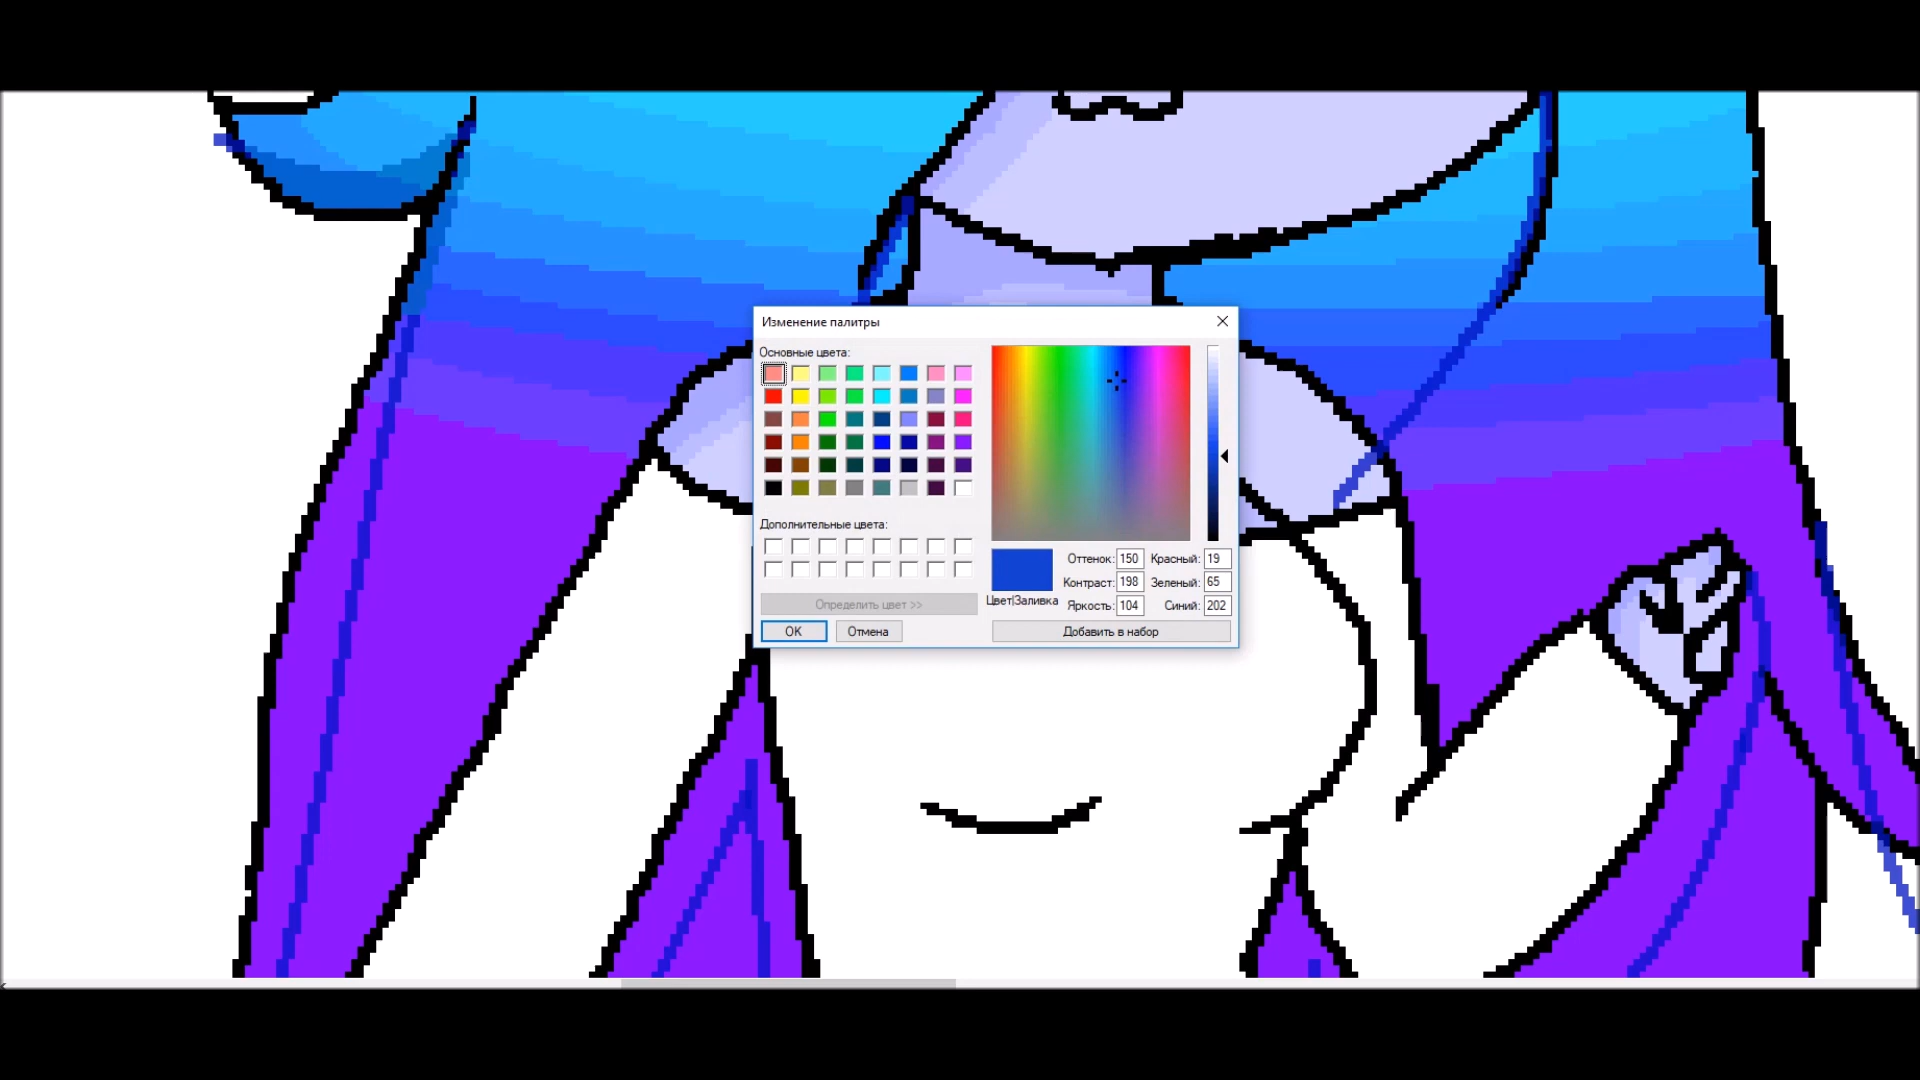 Изменение палитры
Основные цвета:
Дополнительные цвета:
Определить цвет >>
OK Отмена
Оттенок: 150 Красный: 19
Контраст: 198 Зеленый: 65
Цвет|Заливка
Яркость: 104 Синий: 202
Добавить в набор